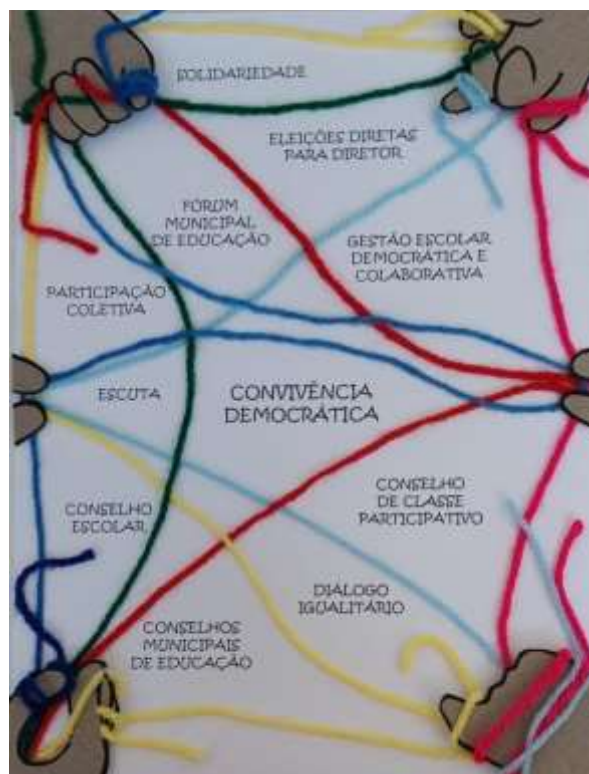 SOLIDARIEDADE
ELEIÇÕES DIRETAS
PARA DIRETOR
FÓRUM
MUNICIPAL
DE EDUCAÇÃO
GESTÃO ESCOLAR
DEMOCRÁTICA E
COLABORATIVA
PARTICIPAÇÃO
COLETIVA
ESCUTA
CONVIVÊNCIA
DEMOCRÁTICA
CONSELHO
DE CLASSE
PARTICIPATIVO
CONSELHO
ESCOLAR
DIÁLOGO
IGUALITÁRIO
CONSELHOS
MUNICIPAIS
DE EDUCAÇÃO